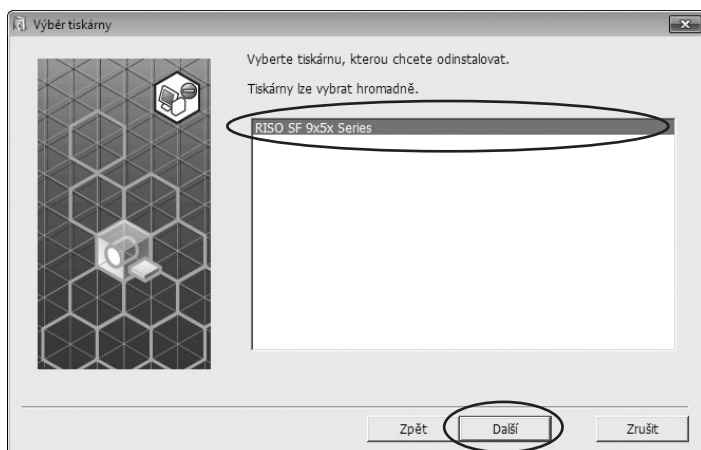 Výběr tiskárny
Vyberte tiskárnu, kterou chcete odinstalovat.
Tiskárny lze vybrat hromadně.
RISO SF 9x5x Series
Zpět
Další
Zrušit